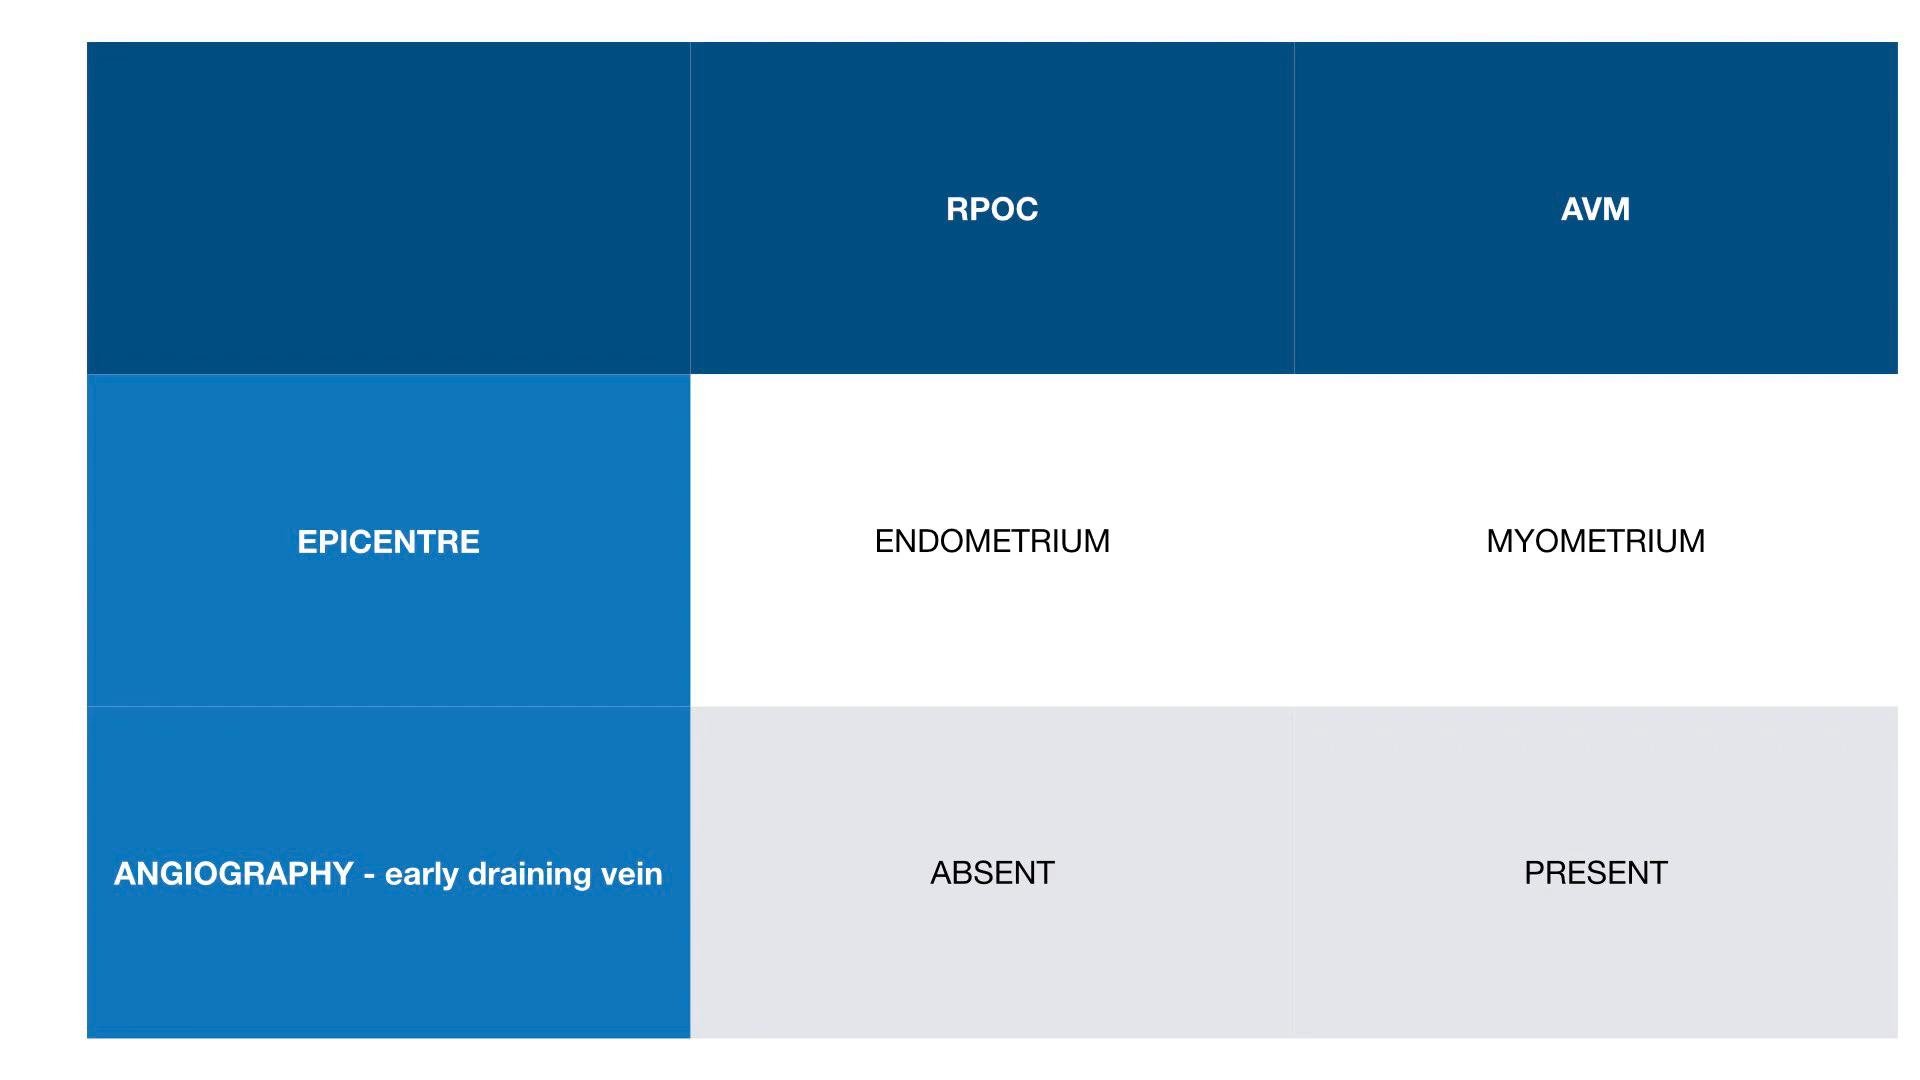 RPOC AVM
EPICENTRE ENDOMETRIUM MYOMETRIUM
ANGIOGRAPHY - early draining vein ABSENT PRESENT